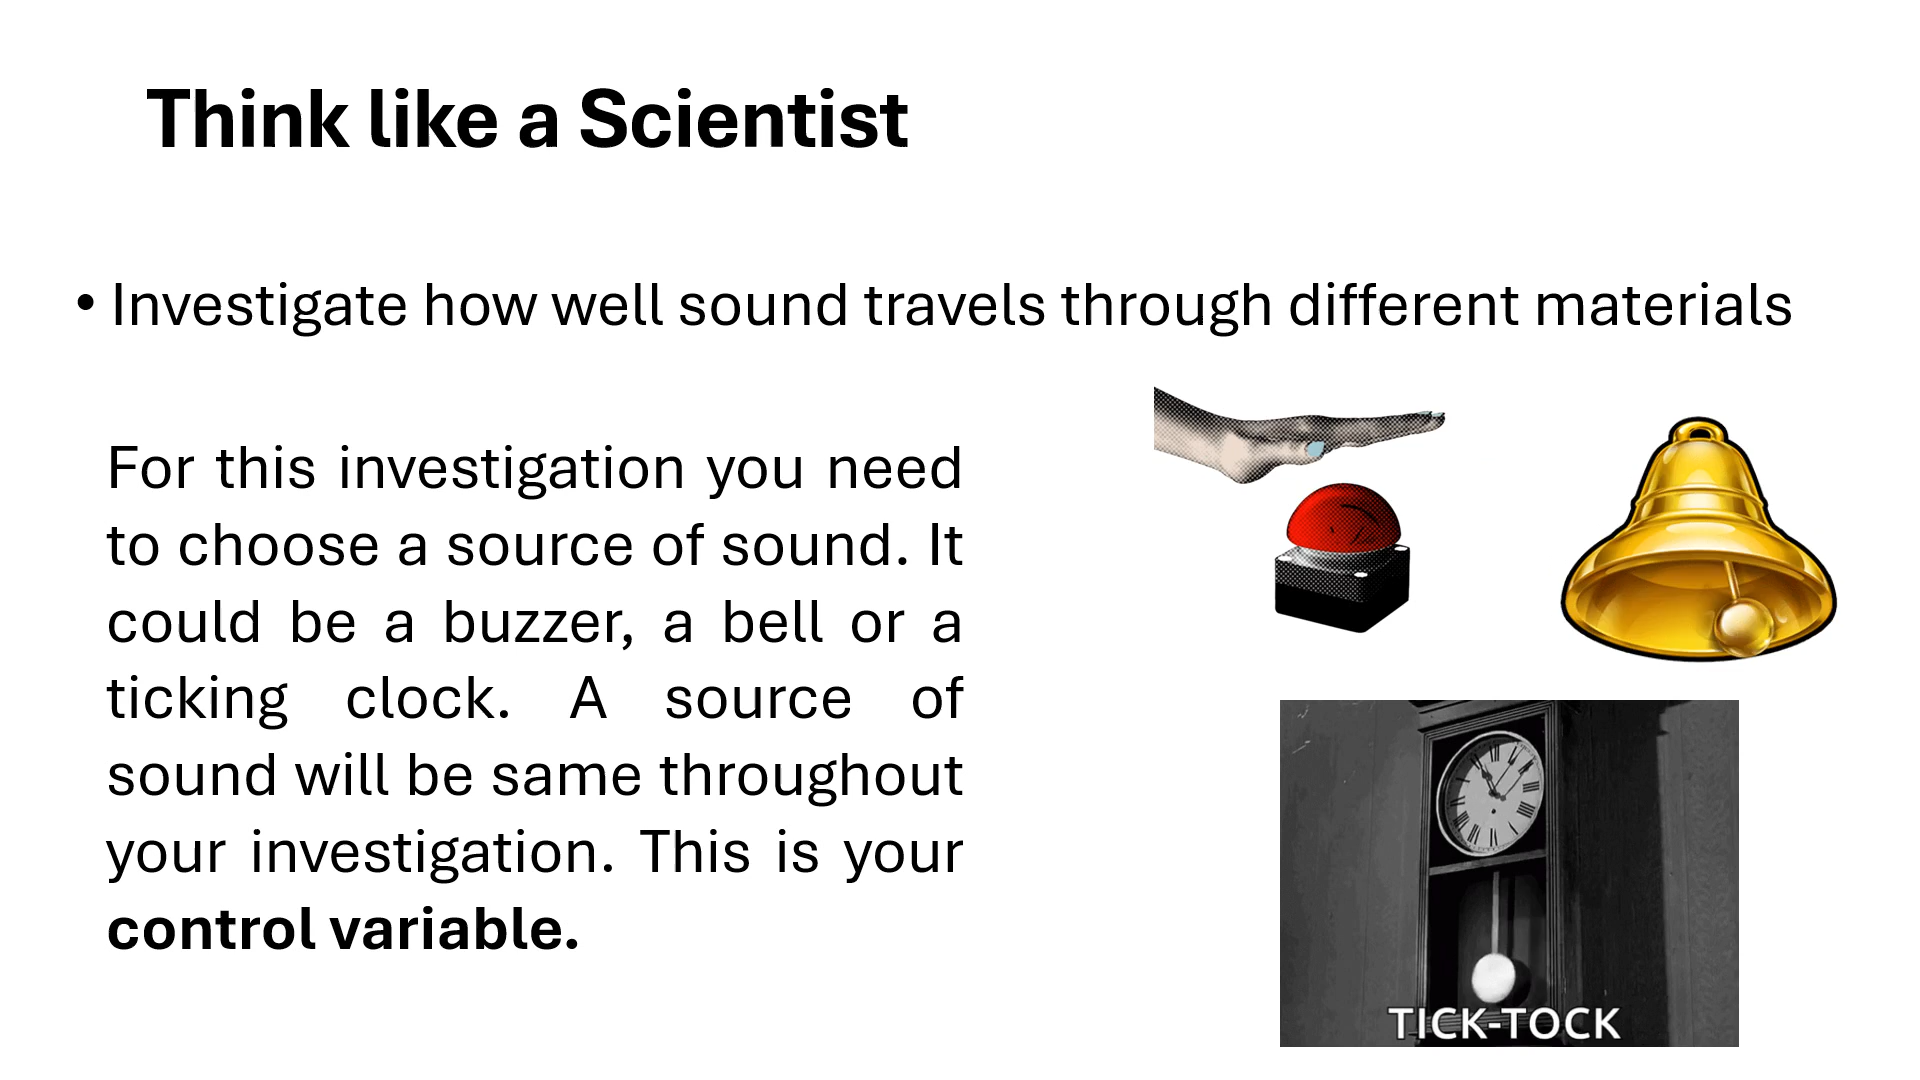 Think like a Scientist
• Investigate how well sound travels through different materials
For this investigation you need
to choose a source of sound. It
could be a buzzer, a bell or a
ticking clock. A source of
sound will be same throughout
your investigation. This is your
control variable.
TICK-TOCK